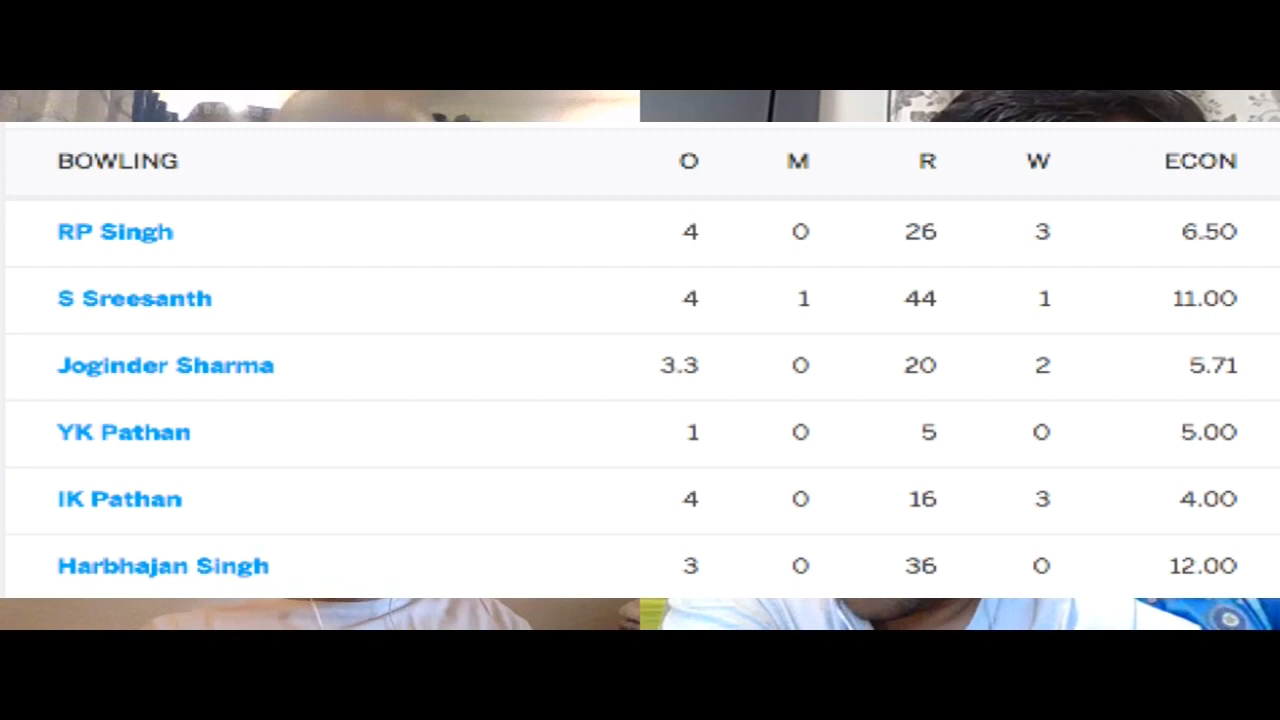 BOWLING O M R W ECON
RP Singh 4 0 26 3 6.50
S Sreesanth 4 1 44 1 11.00
Joginder Sharma 3.3 0 20 2 5.71
YK Pathan 1 0 5 0 5.00
IK Pathan 4 0 16 3 4.00
Harbhajan Singh 3 0 36 0 12.00